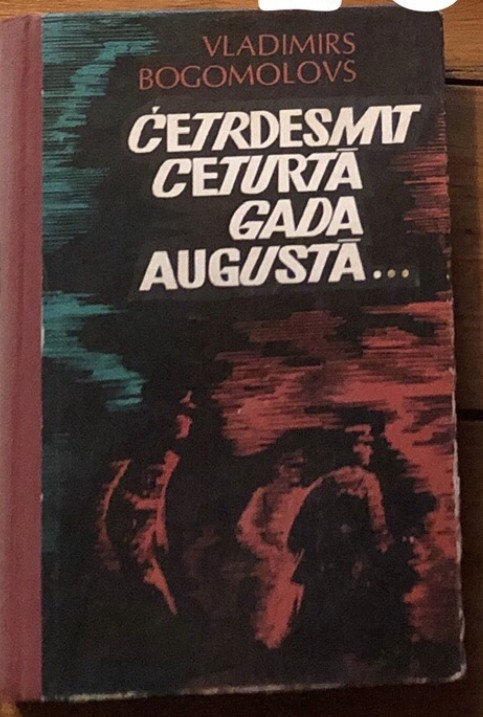 VLADIMIRS
BOGOMOLOVS
ČETRDESMIT
CETURTĀ
GADA
AUGUSTĀ...